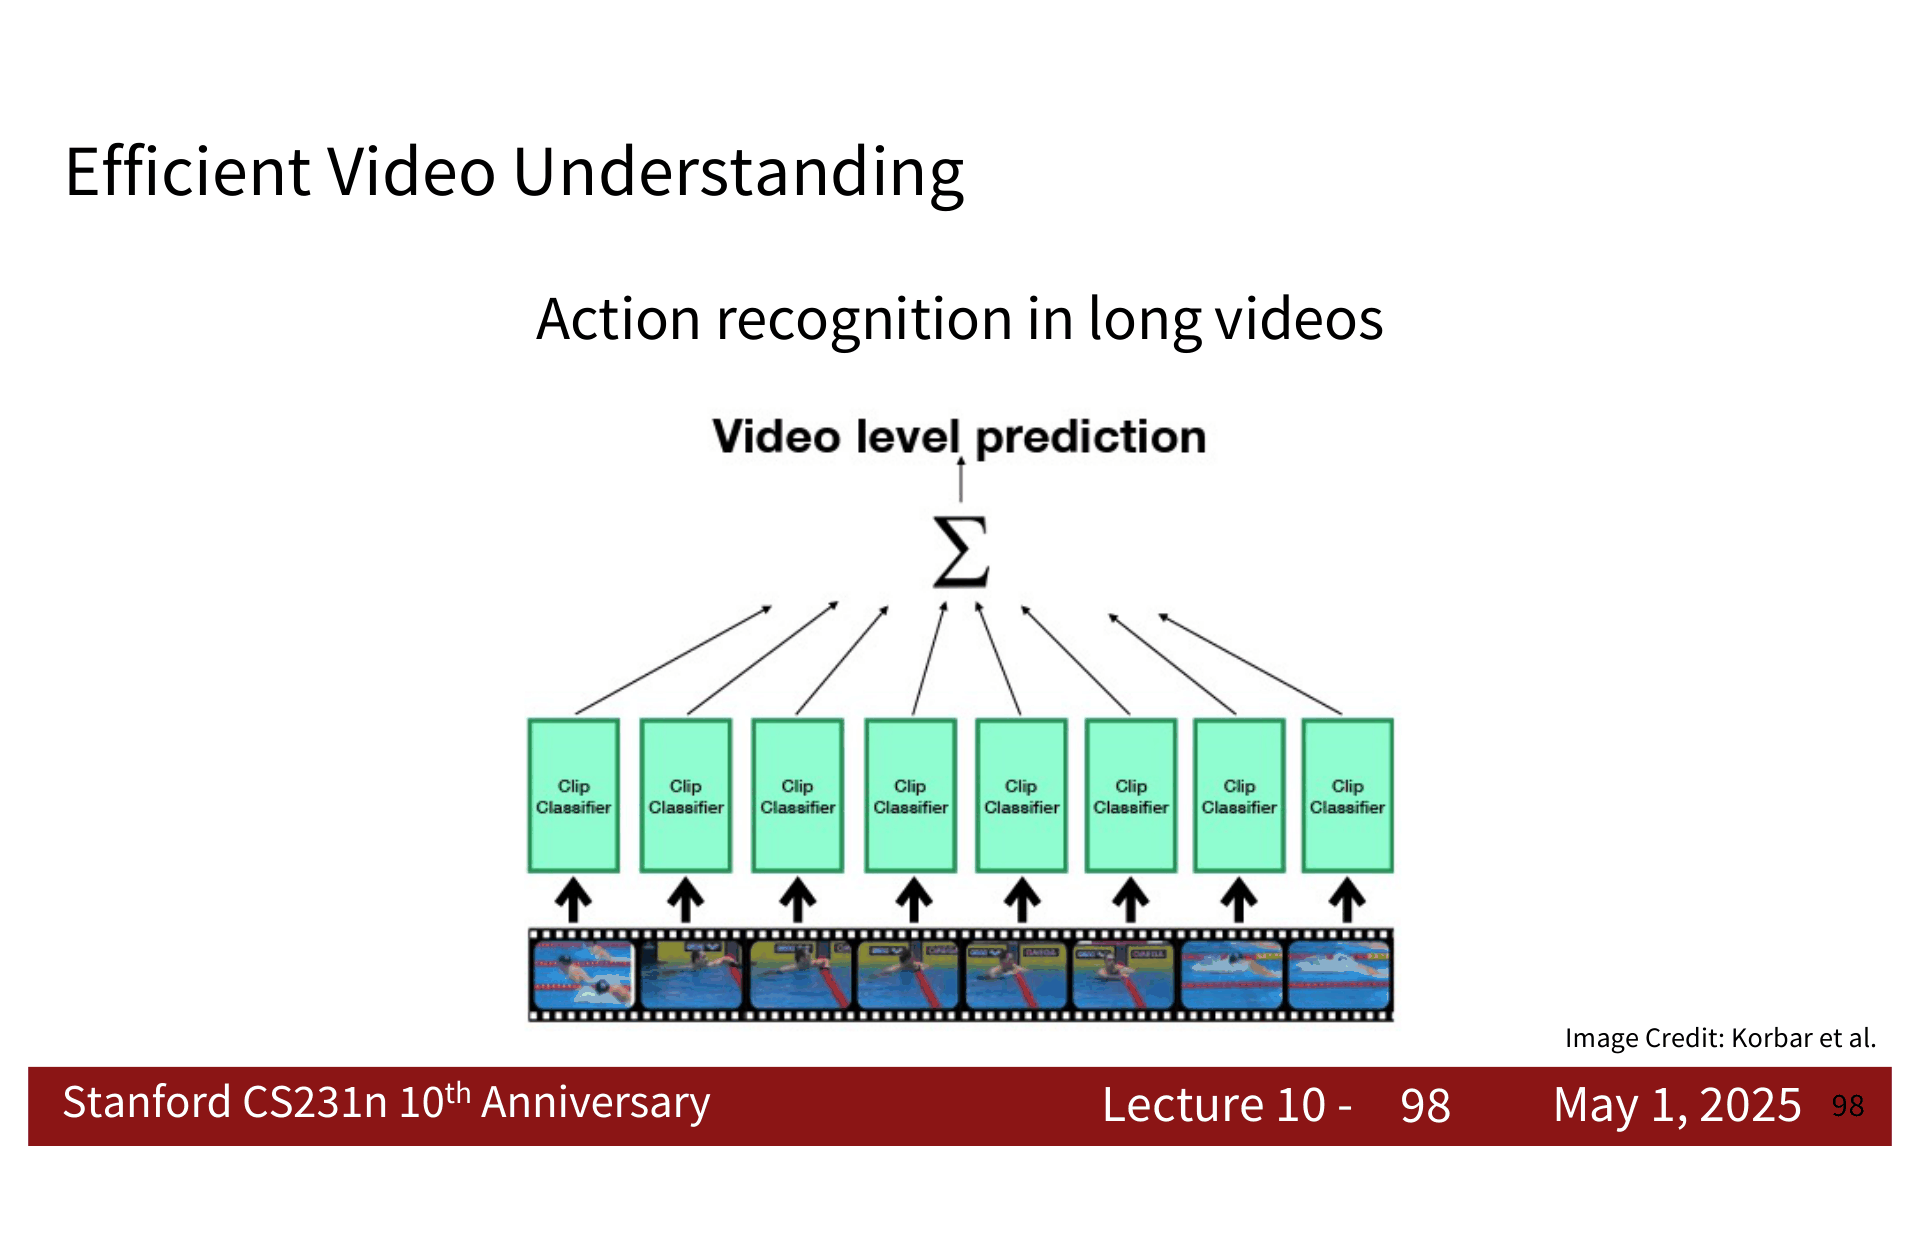 Efficient Video Understanding
Action recognition in long videos
Video level prediction
Σ
Clip Classifier
Clip Classifier
Clip Classifier
Clip Classifier
Clip Classifier
Clip Classifier
Clip Classifier
Clip Classifier
OMEGA
OMEGA
Image Credit: Korbar et al.
Stanford CS231n 10th Anniversary
Lecture 10 - 98
May 1, 2025
98